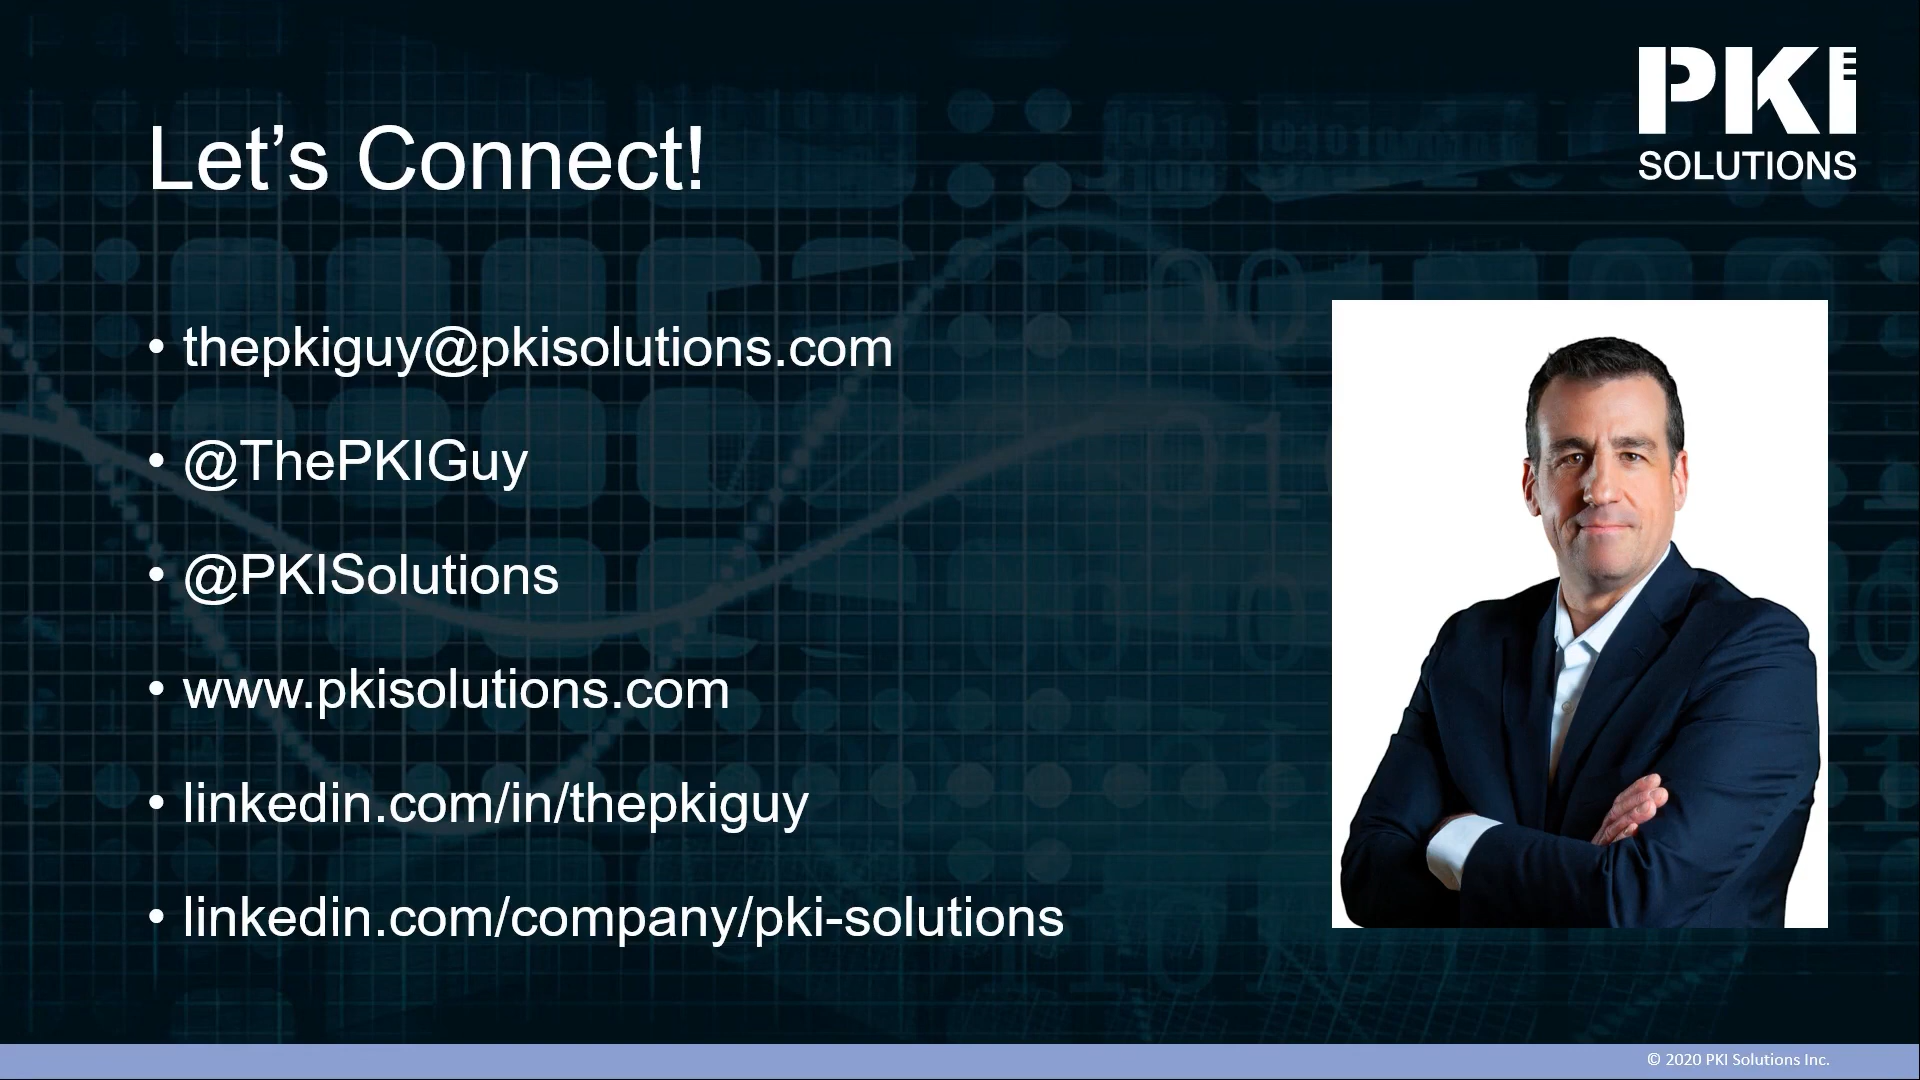 PKI
SOLUTIONS
Let’s Connect!
• thepkiguy@pkisolutions.com
• @ThePKIGuy
• @PKISolutions
• www.pkisolutions.com
• linkedin.com/in/thepkiguy
• linkedin.com/company/pki-solutions
© 2020 PKI Solutions Inc.